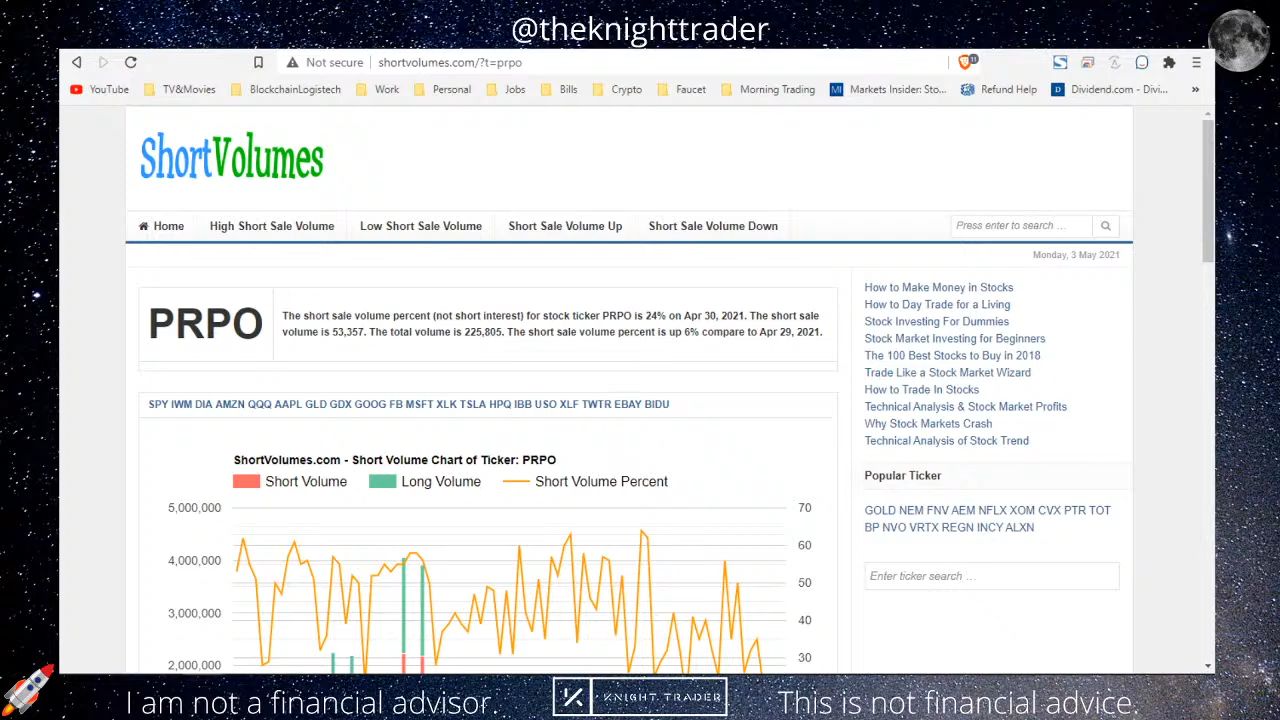 @theknighttrader
Not secure
shortvolumes.com/?t=prpo
11
YouTube
TV&Movies
BlockchainLogistech
Work
Personal
Jobs
Bills
Crypto
Faucet
Morning Trading
MI
Markets Insider: Sto...
Refund Help
D
Dividend.com - Divi...
»
ShortVolumes
Home
High Short Sale Volume
Low Short Sale Volume
Short Sale Volume Up
Short Sale Volume Down
Press enter to search ...
Monday, 3 May 2021
PRPO
The short sale volume percent (not short interest) for stock ticker PRPO is 24% on Apr 30, 2021. The short sale
volume is 53,357. The total volume is 225,805. The short sale volume percent is up 6% compare to Apr 29, 2021.
SPY IWM DIA AMZN QQQ AAPL GLD GDX GOOG FB MSFT XLK TSLA HPQ IBB USO XLF TWTR EBAY BIDU
ShortVolumes.com - Short Volume Chart of Ticker: PRPO
Short Volume
Long Volume
Short Volume Percent
5,000,000
4,000,000
3,000,000
2,000,000
70
60
50
40
30
How to Make Money in Stocks
How to Day Trade for a Living
Stock Investing For Dummies
Stock Market Investing for Beginners
The 100 Best Stocks to Buy in 2018
Trade Like a Stock Market Wizard
How to Trade In Stocks
Technical Analysis & Stock Market Profits
Why Stock Markets Crash
Technical Analysis of Stock Trend
Popular Ticker
GOLD NEM FNV AEM NFLX XOM CVX PTR TOT
BP NVO VRTX REGN INCY ALXN
Enter ticker search ...
I am not a financial advisor.
KNIGHT TRADER
This is not financial advice.